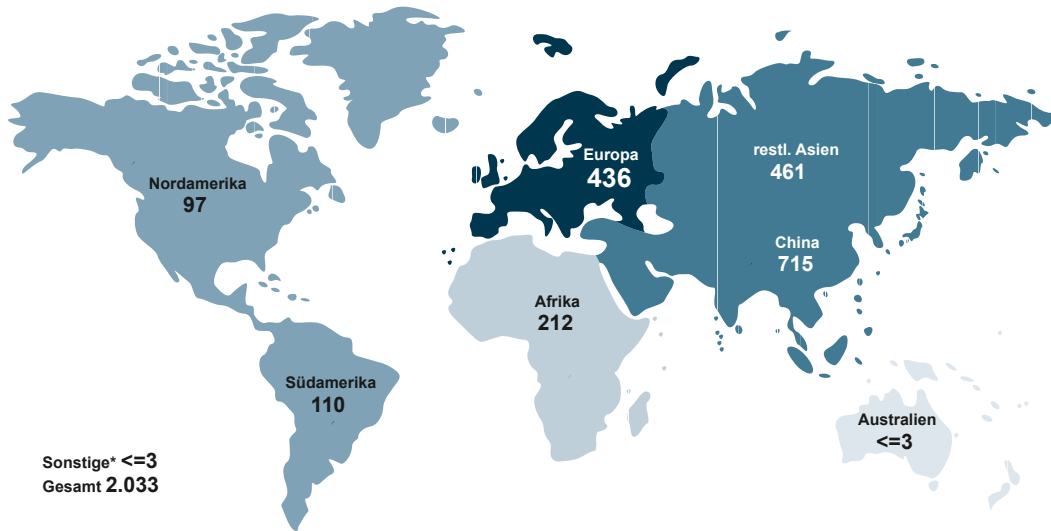 Europa
436
restl. Asien
461
Nordamerika
97
China
715
Afrika
212
Südamerika
110
Australien
<=3
Sonstige* <=3
Gesamt 2.033